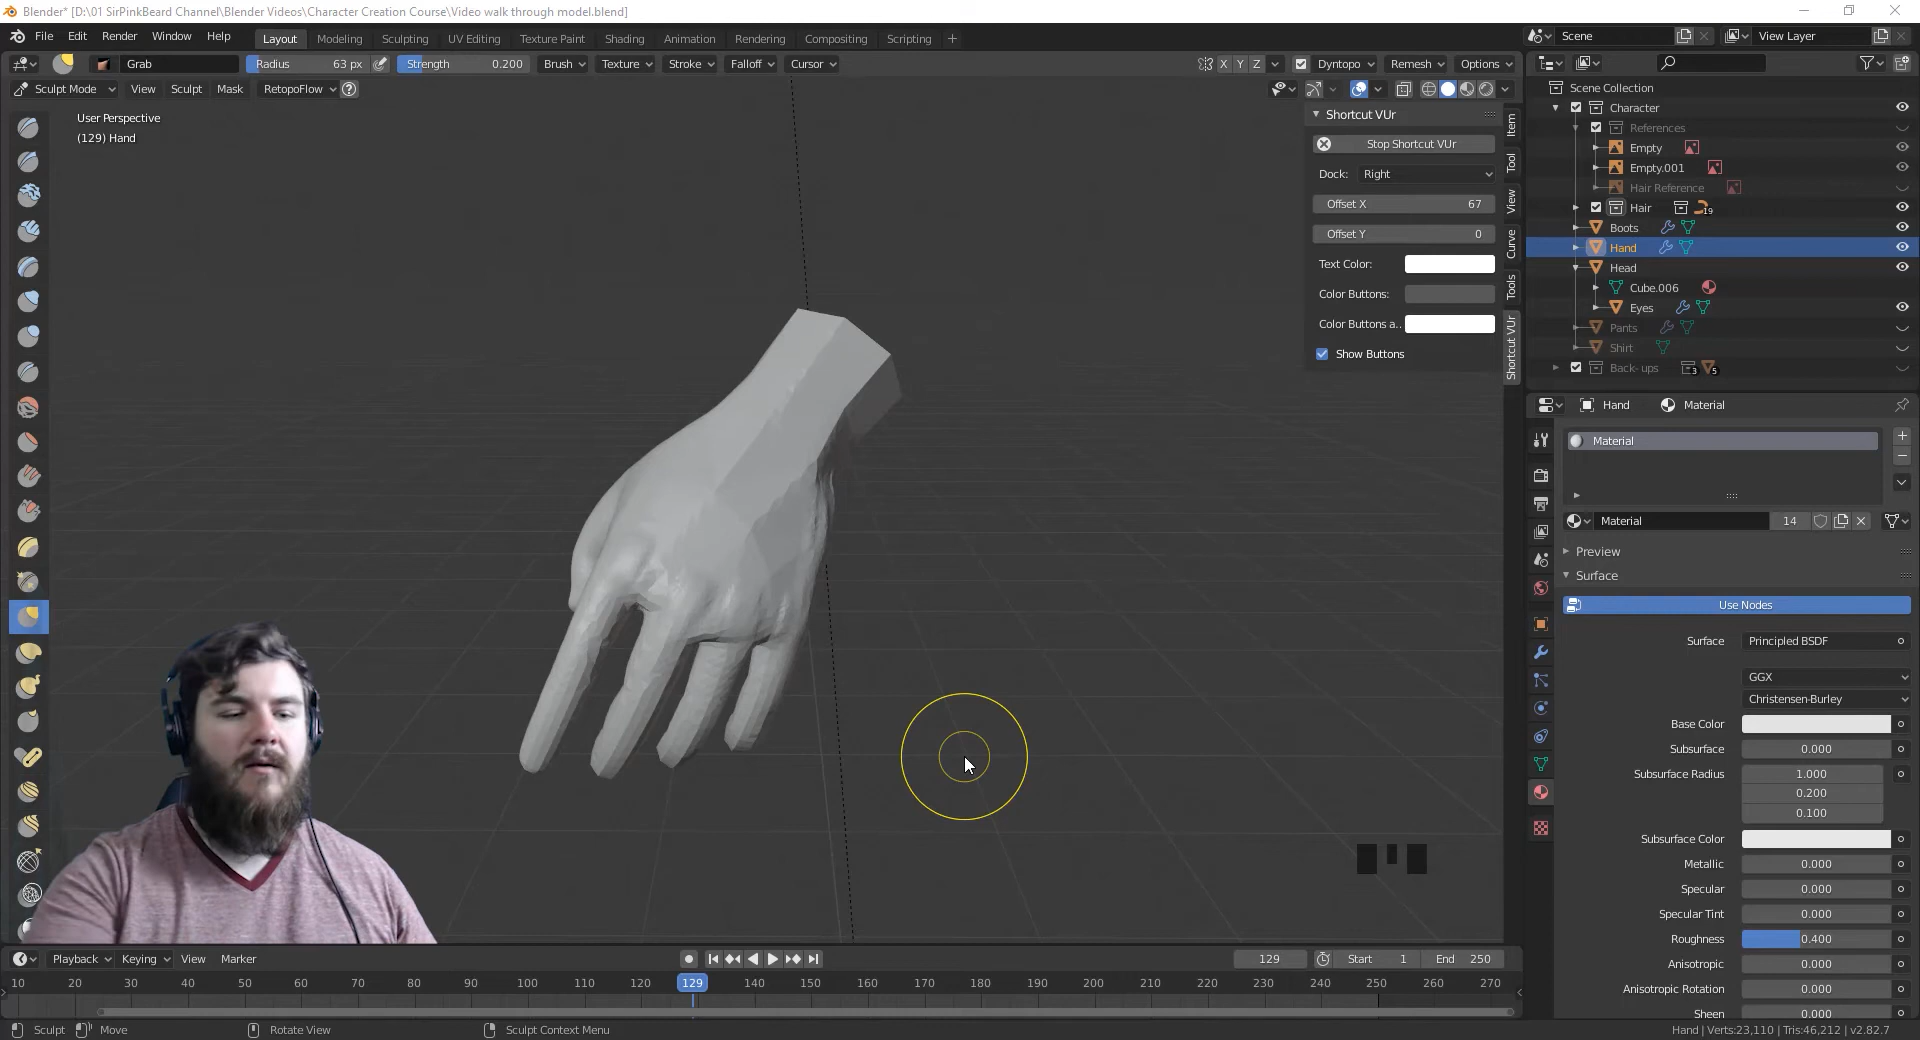 Blender* [D:\01 SirPinkBeard Channel\Blender Videos\Character Creation Course\Video walk through model.blend]
File Edit Render Window Help Layout Modeling Sculpting UV Editing Texture Paint Shading Animation Rendering Compositing Scripting + Scene View Layer
Grab Radius 63 px Strength 0.200 Brush Texture Stroke Falloff Cursor X Y Z Dyntopo Remesh Options
Sculpt Mode View Sculpt Mask RetopoFlow ?
User Perspective
(129) Hand
Shortcut VUr
Stop Shortcut VUr
Dock: Right
Offset X 67
Offset Y 0
Text Color:
Color Buttons:
Color Buttons a..
Show Buttons
Item
Tool
View
Curve
Tools
Shortcut VUr
Scene Collection
Character
References
Empty
Empty.001
Hair Reference
Hair 19
Boots
Hand
Head
Cube.006
Eyes
Pants
Shirt
Back-ups 3 5
Hand Material
Material
Material 14
Preview
Surface
Use Nodes
Surface Principled BSDF
GGX
Christensen-Burley
Base Color
Subsurface 0.000
Subsurface Radius 1.000
0.200
0.100
Subsurface Color
Metallic 0.000
Specular 0.000
Specular Tint 0.000
Roughness 0.400
Anisotropic 0.000
Anisotropic Rotation 0.000
Sheen 0.000
Playback Keying View Marker 129 Start 1 End 250
10 20 30 40 50 60 70 80 90 100 110 120 129 140 150 160 170 180 190 200 210 220 230 240 250 260 270
Sculpt Move Rotate View Sculpt Context Menu Hand | Verts:23,110 | Tris:46,212 | v2.82.7